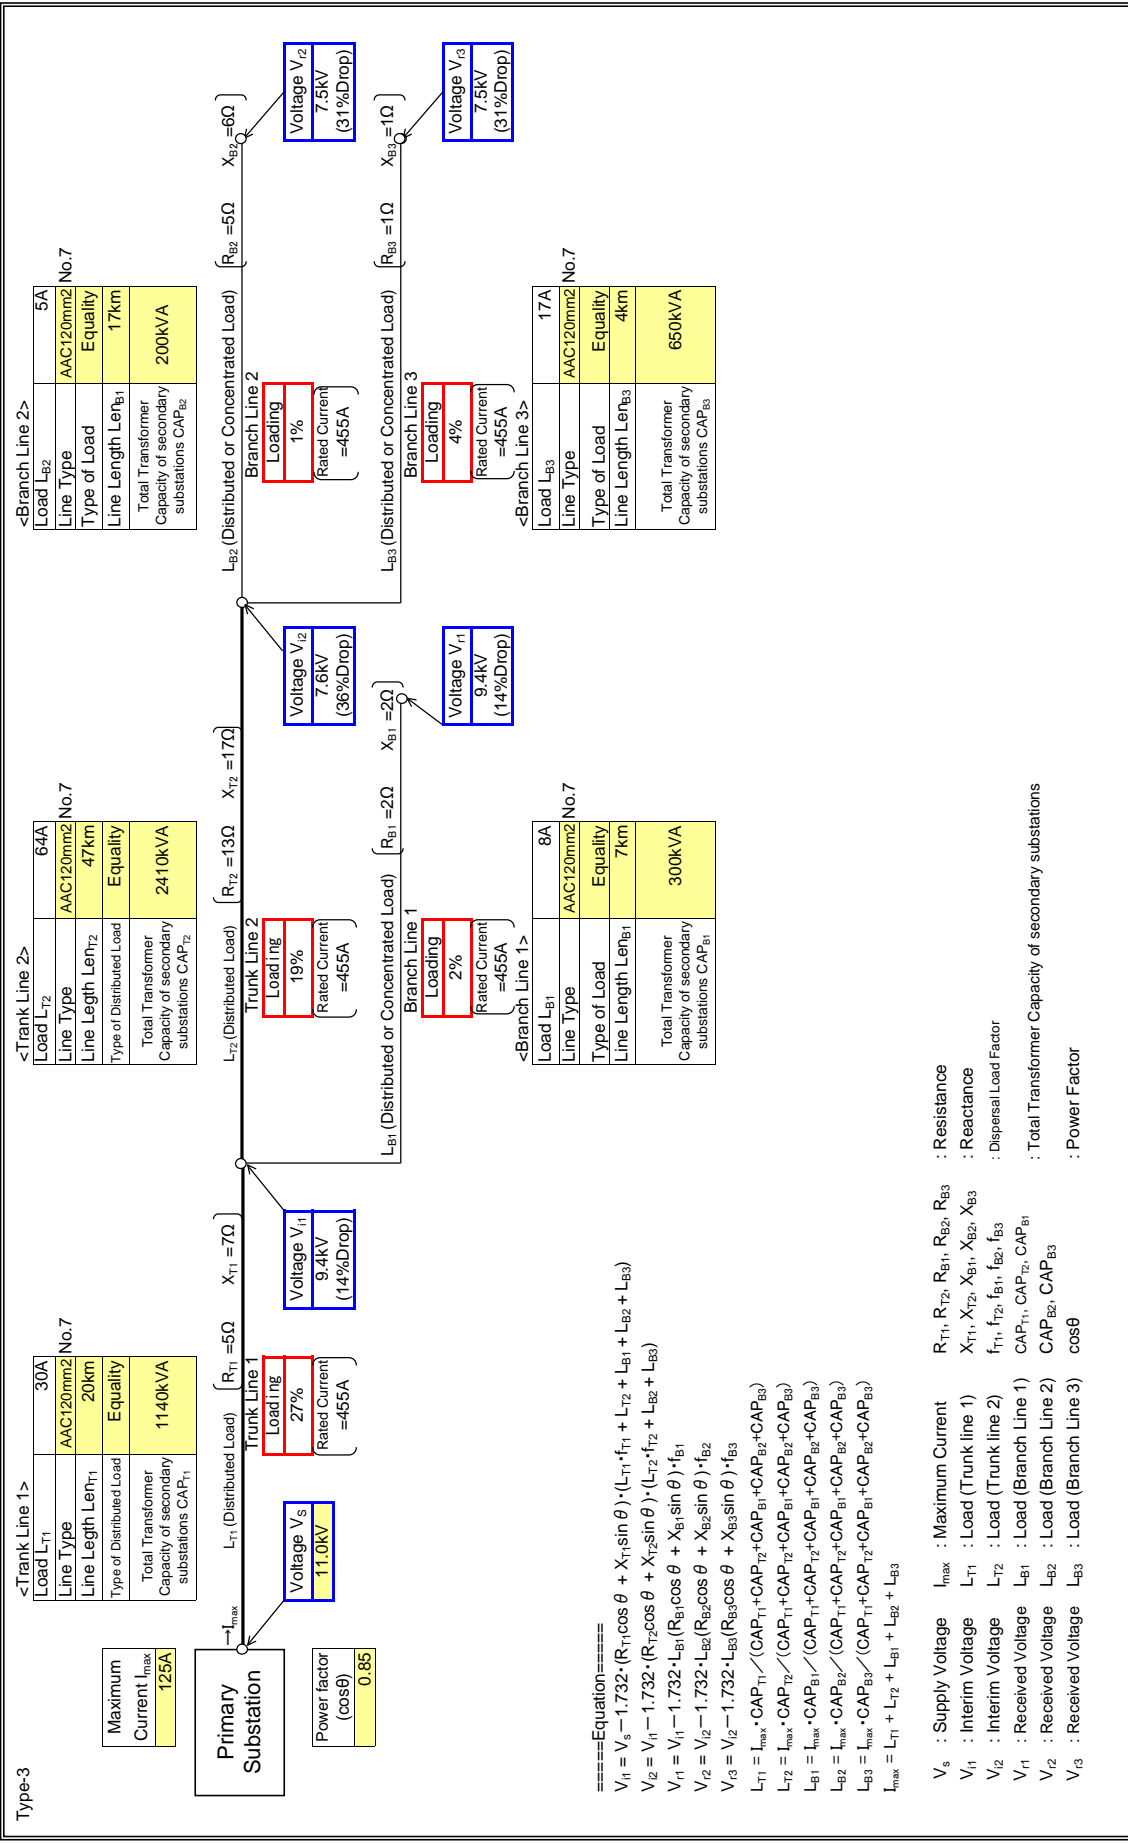 Type-3
Maximum
Current Imax
125A
Primary
Substation
Power factor
(cosθ)
0.85
→Imax
Voltage VS
11.0kV
<Trank Line 1>
Load LT1 30A
Line Type AAC120mm2 No.7
Line Legth LenT1 20km
Type of Distributed Load Equality
Total Transformer
Capacity of secondary
substations CAPT1
1140kVA
LT1 (Distributed Load) RT1 =5Ω XT1 =7Ω
Trunk Line 1
Loading
27%
Rated Current
=455A
Voltage Vi1
9.4kV
(14%Drop)
<Trank Line 2>
Load LT2 64A
Line Type AAC120mm2 No.7
Line Legth LenT2 47km
Type of Distributed Load Equality
Total Transformer
Capacity of secondary
substations CAPT2
2410kVA
LT2 (Distributed Load) RT2 =13Ω XT2 =17Ω
Trunk Line 2
Loading
19%
Rated Current
=455A
Voltage Vi2
7.6kV
(36%Drop)
LB1 (Distributed or Concentrated Load) RB1 =2Ω XB1 =2Ω
Branch Line 1
Loading
2%
Rated Current
=455A
Voltage Vr1
9.4kV
(14%Drop)
<Branch Line 1>
Load LB1 8A
Line Type AAC120mm2 No.7
Type of Load Equality
Line Length LenB1 7km
Total Transformer
Capacity of secondary
substations CAPB1
300kVA
<Branch Line 2>
Load LB2 5A
Line Type AAC120mm2 No.7
Type of Load Equality
Line Length LenB1 17km
Total Transformer
Capacity of secondary
substations CAPB2
200kVA
LB2 (Distributed or Concentrated Load) RB2 =5Ω XB2 =6Ω
Branch Line 2
Loading
1%
Rated Current
=455A
Voltage Vr2
7.5kV
(31%Drop)
LB3 (Distributed or Concentrated Load) RB3 =1Ω XB3 =1Ω
Branch Line 3
Loading
4%
Rated Current
=455A
Voltage Vr3
7.5kV
(31%Drop)
<Branch Line 3>
Load LB3 17A
Line Type AAC120mm2 No.7
Type of Load Equality
Line Length LenB3 4km
Total Transformer
Capacity of secondary
substations CAPB3
650kVA
=====Equation=====
Vi1 = Vs－1.732・(RT1cos θ + XT1sin θ)・(LT1・fT1 + LT2 + LB1 + LB2 + LB3)
Vi2 = Vi1－1.732・(RT2cos θ + XT2sin θ)・(LT2・fT2 + LB2 + LB3)
Vr1 = Vi1－1.732・LB1(RB1cos θ + XB1sin θ)・fB1
Vr2 = Vi2－1.732・LB2(RB2cos θ + XB2sin θ)・fB2
Vr3 = Vi2－1.732・LB3(RB3cos θ + XB3sin θ)・fB3
LT1 = Imax・CAPT1／(CAPT1+CAPT2+CAPB1+CAPB2+CAPB3)
LT2 = Imax・CAPT2／(CAPT1+CAPT2+CAPB1+CAPB2+CAPB3)
LB1 = Imax・CAPB1／(CAPT1+CAPT2+CAPB1+CAPB2+CAPB3)
LB2 = Imax・CAPB2／(CAPT1+CAPT2+CAPB1+CAPB2+CAPB3)
LB3 = Imax・CAPB3／(CAPT1+CAPT2+CAPB1+CAPB2+CAPB3)
Imax = LT1 + LT2 + LB1 + LB2 + LB3
Vs : Supply Voltage Imax : Maximum Current RT1, RT2, RB1, RB2, RB3 : Resistance
Vi1 : Interim Voltage LT1 : Load (Trunk line 1) XT1, XT2, XB1, XB2, XB3 : Reactance
Vi2 : Interim Voltage LT2 : Load (Trunk line 2) fT1, fT2, fB1, fB2, fB3 : Dispersal Load Factor
Vr1 : Received Voltage LB1 : Load (Branch Line 1) CAPT1, CAPT2, CAPB1
Vr2 : Received Voltage LB2 : Load (Branch Line 2) CAPB2, CAPB3 : Total Transformer Capacity of secondary substations
Vr3 : Received Voltage LB3 : Load (Branch Line 3) cosθ : Power Factor